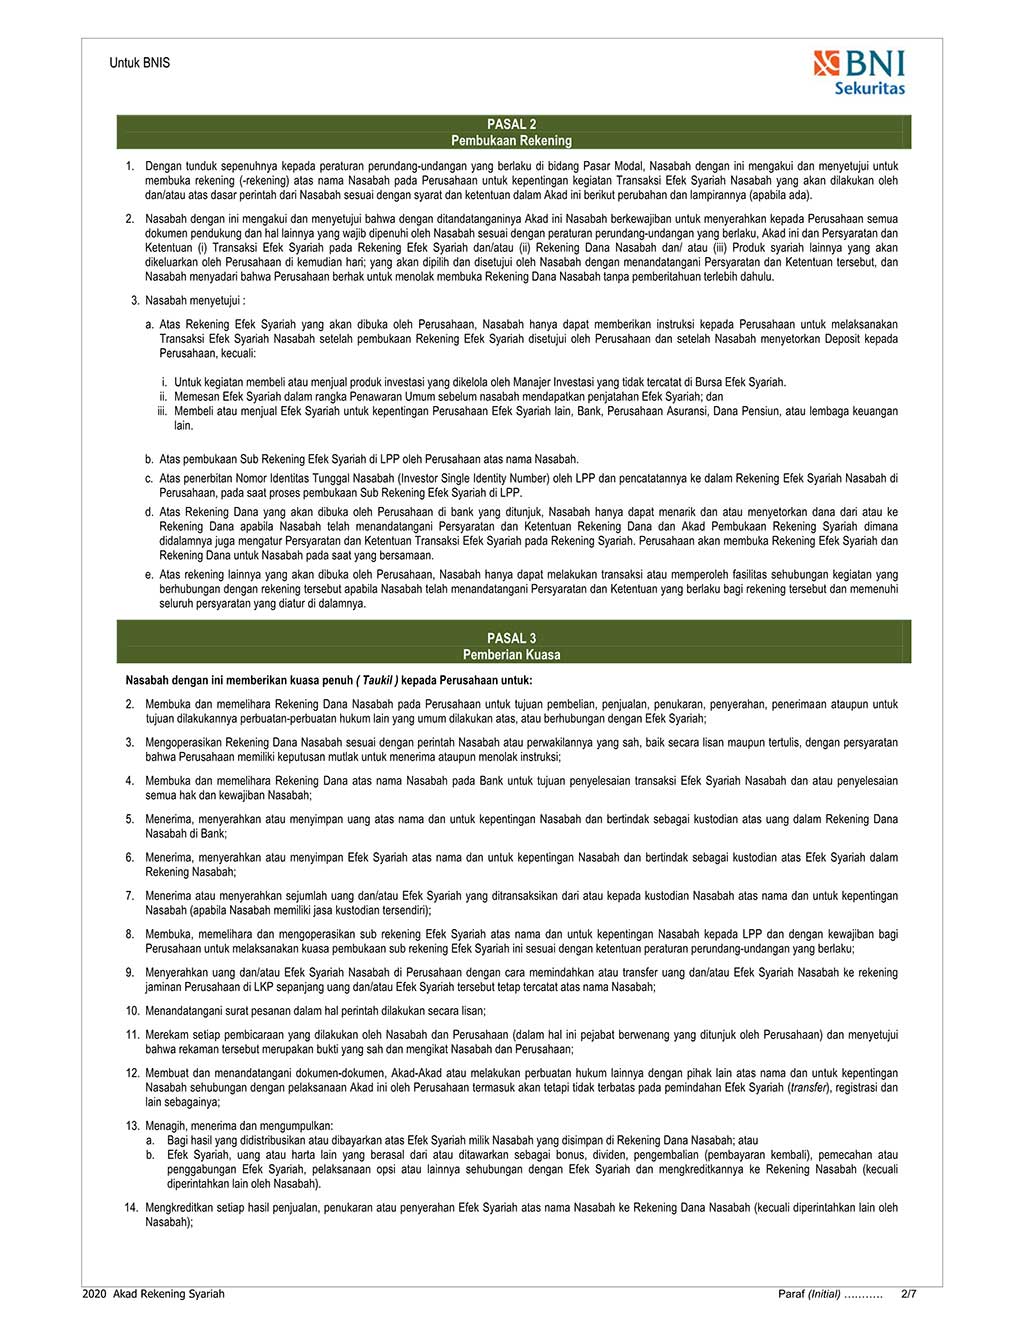 Untuk BNIS
BNI
Sekuritas
PASAL 2
Pembukaan Rekening
1. Dengan tunduk sepenuhnya kepada peraturan perundang-undangan yang berlaku di bidang Pasar Modal, Nasabah dengan ini mengakui dan menyetujui untuk
membuka rekening (-rekening) atas nama Nasabah pada Perusahaan untuk kepentingan kegiatan Transaksi Efek Syariah Nasabah yang akan dilakukan oleh
dan/atau atas dasar perintah dari Nasabah sesuai dengan syarat dan ketentuan dalam Akad ini berikut perubahan dan lampirannya (apabila ada).
2. Nasabah dengan ini mengakui dan menyetujui bahwa dengan ditandatanganinya Akad ini Nasabah berkewajiban untuk menyerahkan kepada Perusahaan semua
dokumen pendukung dan hal lainnya yang wajib dipenuhi oleh Nasabah sesuai dengan peraturan perundang-undangan yang berlaku, Akad ini dan Persyaratan dan
Ketentuan (i) Transaksi Efek Syariah pada Rekening Efek Syariah dan/atau (ii) Rekening Dana Nasabah dan/ atau (iii) Produk syariah lainnya yang akan
dikeluarkan oleh Perusahaan di kemudian hari; yang akan dipilih dan disetujui oleh Nasabah dengan menandatangani Persyaratan dan Ketentuan tersebut, dan
Nasabah menyadari bahwa Perusahaan berhak untuk menolak membuka Rekening Dana Nasabah tanpa pemberitahuan terlebih dahulu.
3. Nasabah menyetujui :
a. Atas Rekening Efek Syariah yang akan dibuka oleh Perusahaan, Nasabah hanya dapat memberikan instruksi kepada Perusahaan untuk melaksanakan
Transaksi Efek Syariah Nasabah setelah pembukaan Rekening Efek Syariah disetujui oleh Perusahaan dan setelah Nasabah menyetorkan Deposit kepada
Perusahaan, kecuali:
i. Untuk kegiatan membeli atau menjual produk investasi yang dikelola oleh Manajer Investasi yang tidak tercatat di Bursa Efek Syariah.
ii. Memesan Efek Syariah dalam rangka Penawaran Umum sebelum nasabah mendapatkan penjatahan Efek Syariah; dan
iii. Membeli atau menjual Efek Syariah untuk kepentingan Perusahaan Efek Syariah lain, Bank, Perusahaan Asuransi, Dana Pensiun, atau lembaga keuangan
lain.
b. Atas pembukaan Sub Rekening Efek Syariah di LPP oleh Perusahaan atas nama Nasabah.
c. Atas penerbitan Nomor Identitas Tunggal Nasabah (Investor Single Identity Number) oleh LPP dan pencatatannya ke dalam Rekening Efek Syariah Nasabah di
Perusahaan, pada saat proses pembukaan Sub Rekening Efek Syariah di LPP.
d. Atas Rekening Dana yang akan dibuka oleh Perusahaan di bank yang ditunjuk, Nasabah hanya dapat menarik dan atau menyetorkan dana dari atau ke
Rekening Dana apabila Nasabah telah menandatangani Persyaratan dan Ketentuan Rekening Dana dan Akad Pembukaan Rekening Syariah dimana
didalamnya juga mengatur Persyaratan dan Ketentuan Transaksi Efek Syariah pada Rekening Syariah. Perusahaan akan membuka Rekening Efek Syariah dan
Rekening Dana untuk Nasabah pada saat yang bersamaan.
e. Atas rekening lainnya yang akan dibuka oleh Perusahaan, Nasabah hanya dapat melakukan transaksi atau memperoleh fasilitas sehubungan kegiatan yang
berhubungan dengan rekening tersebut apabila Nasabah telah menandatangani Persyaratan dan Ketentuan yang berlaku bagi rekening tersebut dan memenuhi
seluruh persyaratan yang diatur di dalamnya.
PASAL 3
Pemberian Kuasa
Nasabah dengan ini memberikan kuasa penuh ( Taukil ) kepada Perusahaan untuk:
2. Membuka dan memelihara Rekening Dana Nasabah pada Perusahaan untuk tujuan pembelian, penjualan, penukaran, penyerahan, penerimaan ataupun untuk
tujuan dilakukannya perbuatan-perbuatan hukum lain yang umum dilakukan atas, atau berhubungan dengan Efek Syariah;
3. Mengoperasikan Rekening Dana Nasabah sesuai dengan perintah Nasabah atau perwakilannya yang sah, baik secara lisan maupun tertulis, dengan persyaratan
bahwa Perusahaan memiliki keputusan mutlak untuk menerima ataupun menolak instruksi;
4. Membuka dan memelihara Rekening Dana atas nama Nasabah pada Bank untuk tujuan penyelesaian transaksi Efek Syariah Nasabah dan atau penyelesaian
semua hak dan kewajiban Nasabah;
5. Menerima, menyerahkan atau menyimpan uang atas nama dan untuk kepentingan Nasabah dan bertindak sebagai kustodian atas uang dalam Rekening Dana
Nasabah di Bank;
6. Menerima, menyerahkan atau menyimpan Efek Syariah atas nama dan untuk kepentingan Nasabah dan bertindak sebagai kustodian atas Efek Syariah dalam
Rekening Nasabah;
7. Menerima atau menyerahkan sejumlah uang dan/atau Efek Syariah yang ditransaksikan dari atau kepada kustodian Nasabah atas nama dan untuk kepentingan
Nasabah (apabila Nasabah memiliki jasa kustodian tersendiri);
8. Membuka, memelihara dan mengoperasikan sub rekening Efek Syariah atas nama dan untuk kepentingan Nasabah kepada LPP dan dengan kewajiban bagi
Perusahaan untuk melaksanakan kuasa pembukaan sub rekening Efek Syariah ini sesuai dengan ketentuan peraturan perundang-undangan yang berlaku;
9. Menyerahkan uang dan/atau Efek Syariah Nasabah di Perusahaan dengan cara memindahkan atau transfer uang dan/atau Efek Syariah Nasabah ke rekening
jaminan Perusahaan di LKP sepanjang uang dan/atau Efek Syariah tersebut tetap tercatat atas nama Nasabah;
10. Menandatangani surat pesanan dalam hal perintah dilakukan secara lisan;
11. Merekam setiap pembicaraan yang dilakukan oleh Nasabah dan Perusahaan (dalam hal ini pejabat berwenang yang ditunjuk oleh Perusahaan) dan menyetujui
bahwa rekaman tersebut merupakan bukti yang sah dan mengikat Nasabah dan Perusahaan;
12. Membuat dan menandatangani dokumen-dokumen, Akad-Akad atau melakukan perbuatan hukum lainnya dengan pihak lain atas nama dan untuk kepentingan
Nasabah sehubungan dengan pelaksanaan Akad ini oleh Perusahaan termasuk akan tetapi tidak terbatas pada pemindahan Efek Syariah (transfer), registrasi dan
lain sebagainya;
13. Menagih, menerima dan mengumpulkan:
a. Bagi hasil yang didistribusikan atau dibayarkan atas Efek Syariah milik Nasabah yang disimpan di Rekening Dana Nasabah; atau
b. Efek Syariah, uang atau harta lain yang berasal dari atau ditawarkan sebagai bonus, dividen, pengembalian (pembayaran kembali), pemecahan atau
penggabungan Efek Syariah, pelaksanaan opsi atau lainnya sehubungan dengan Efek Syariah dan mengkreditkannya ke Rekening Nasabah (kecuali
diperintahkan lain oleh Nasabah).
14. Mengkreditkan setiap hasil penjualan, penukaran atau penyerahan Efek Syariah atas nama Nasabah ke Rekening Dana Nasabah (kecuali diperintahkan lain oleh
Nasabah);
2020 Akad Rekening Syariah
Paraf (Initial) ........... 2/7